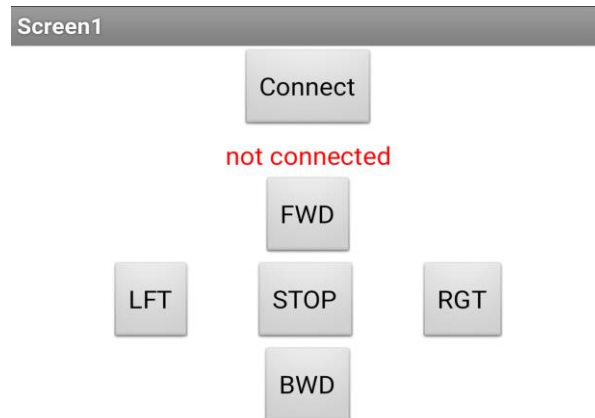 Screen1
Connect
not connected
FWD
LFT STOP RGT
BWD